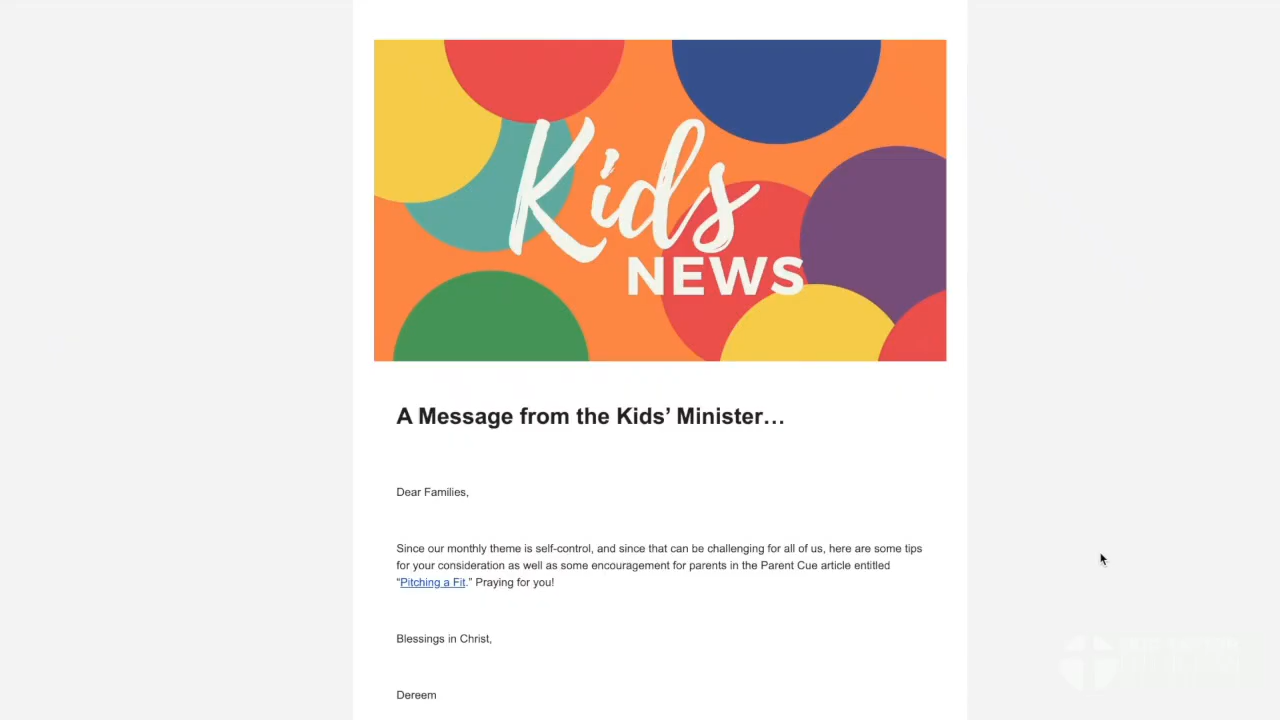 Kids
NEWS
A Message from the Kids’ Minister…
Dear Families,
Since our monthly theme is self-control, and since that can be challenging for all of us, here are some tips
for your consideration as well as some encouragement for parents in the Parent Cue article entitled
“Pitching a Fit.” Praying for you!
Blessings in Christ,
Dereem